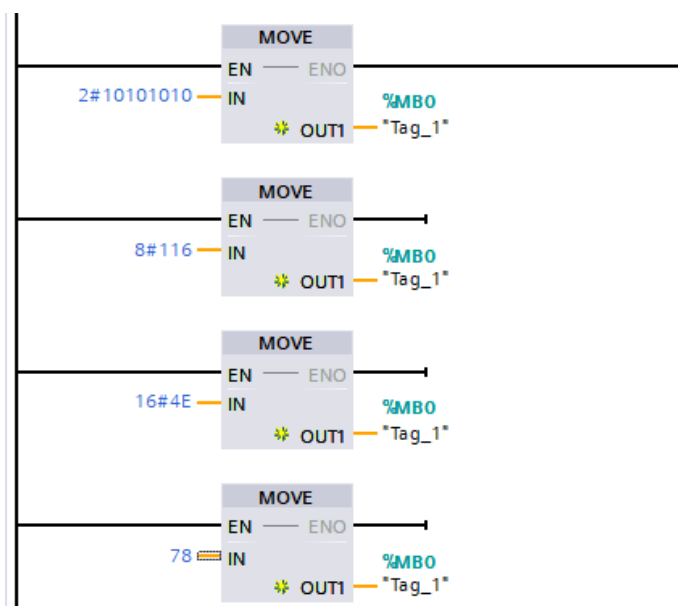 MOVE
EN ENO
2#10101010 IN
%MB0
OUT1 "Tag_1"
MOVE
EN ENO
8#116 IN
%MB0
OUT1 "Tag_1"
MOVE
EN ENO
16#4E IN
%MB0
OUT1 "Tag_1"
MOVE
EN ENO
78 IN
%MB0
OUT1 "Tag_1"